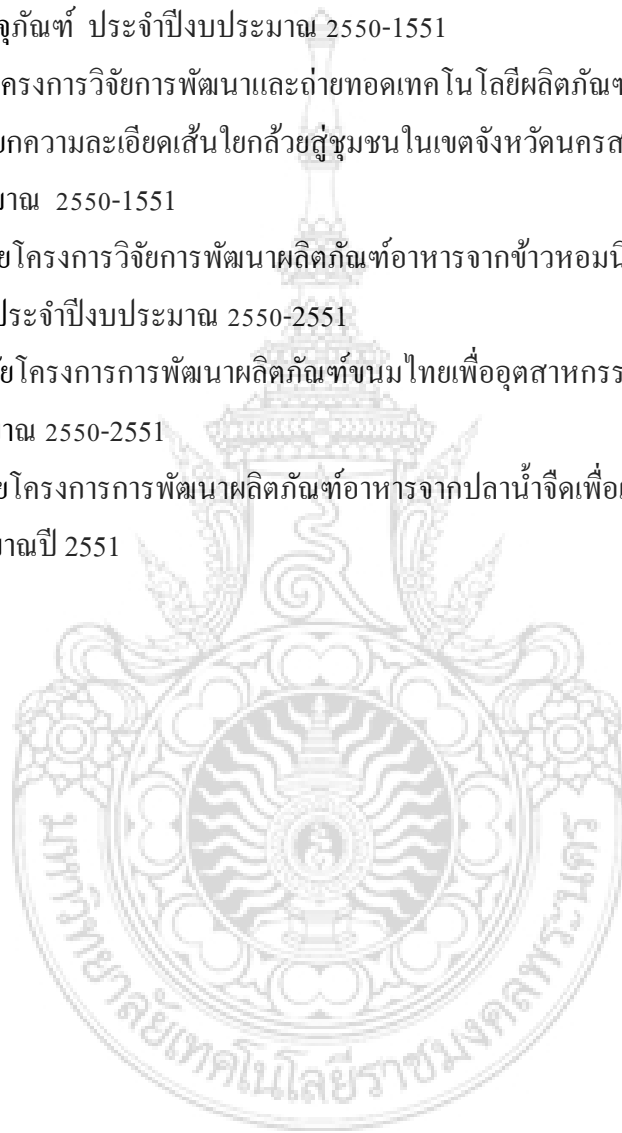 จุภัณฑ์ ประจำปีงบประมาณ 2550-1551
ครงการวิจัยการพัฒนาและถ่ายทอดเทคโนโลยีผลิตภัณฑ
ยกความละเอียดเส้นใยกล้วยสู่ชุมชนในเขตจังหวัดนครส
าณ 2550-1551
ยโครงการวิจัยการพัฒนาผลิตภัณฑ์อาหารจากข้าวหอมนิ
ประจำปีงบประมาณ 2550-2551
ัยโครงการการพัฒนาผลิตภัณฑ์ขนมไทยเพื่ออุตสาหกรร
าณ 2550-2551
ยโครงการการพัฒนาผลิตภัณฑ์อาหารจากปลาน้ำจืดเพื่อเ
าณปี 2551
มหาวิทยาลัยเทคโนโลยีราชมงคลพระนคร